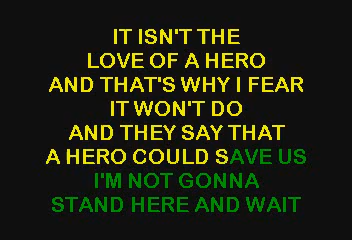 IT ISN'T THE
LOVE OF A HERO
AND THAT'S WHY I FEAR
IT WON'T DO
AND THEY SAY THAT
A HERO COULD SAVE US
I'M NOT GONNA
STAND HERE AND WAIT